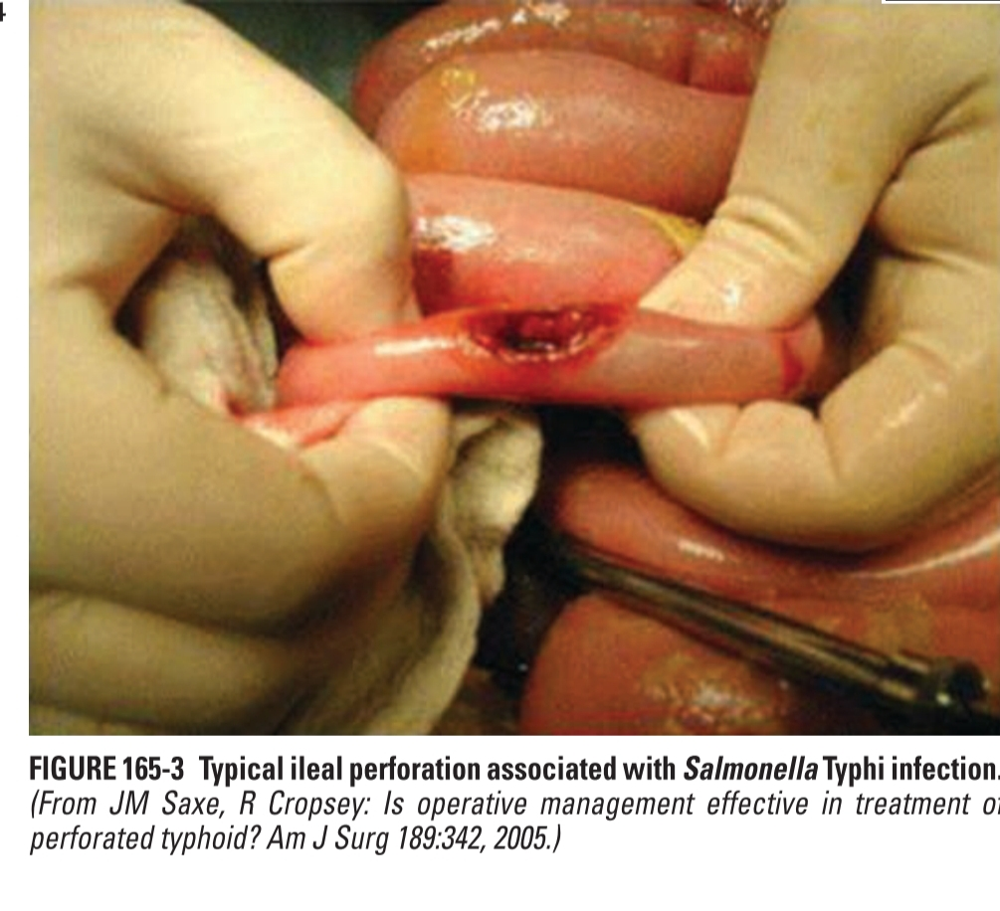 4
FIGURE 165-3 Typical ileal perforation associated with Salmonella Typhi infection.
(From JM Saxe, R Cropsey: Is operative management effective in treatment of
perforated typhoid? Am J Surg 189:342, 2005.)